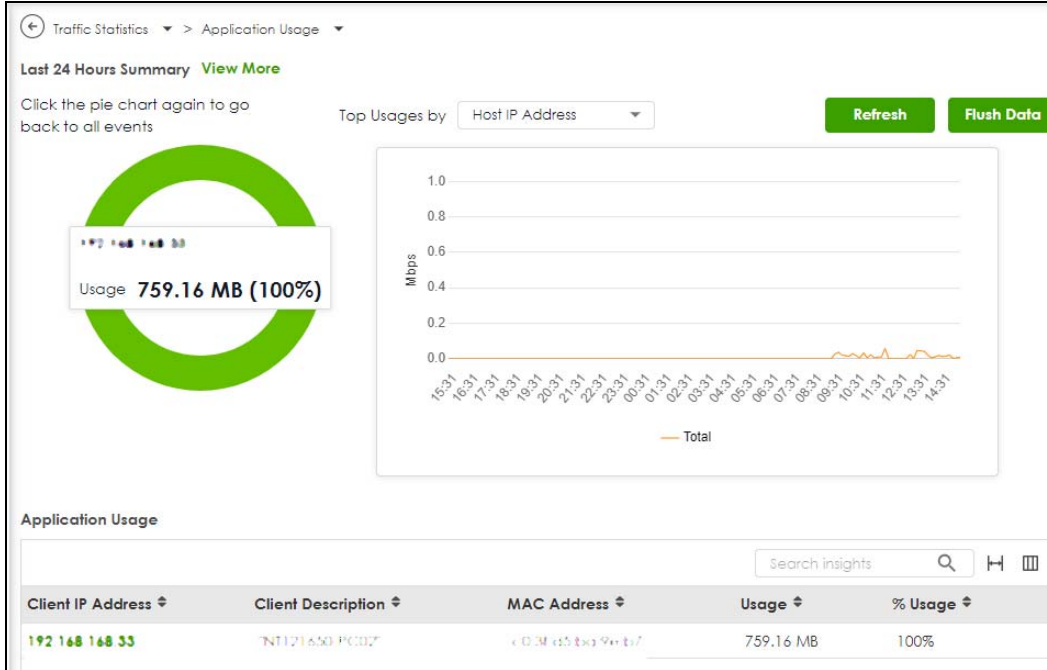 Traffic Statistics > Application Usage
Last 24 Hours Summary View More
Click the pie chart again to go
back to all events
Top Usages by Host IP Address
Refresh
Flush Data
Usage 759.16 MB (100%)
Mbps
1.0
0.8
0.6
0.4
0.2
0.0
15:31 16:31 17:31 18:31 19:31 20:31 21:31 22:31 23:31 00:31 01:31 02:31 03:31 04:31 05:31 06:31 07:31 08:31 09:31 10:31 11:31 12:31 13:31 14:31
Total
Application Usage
Search insights
Client IP Address Client Description MAC Address Usage % Usage
192 168 168 33 759.16 MB 100%